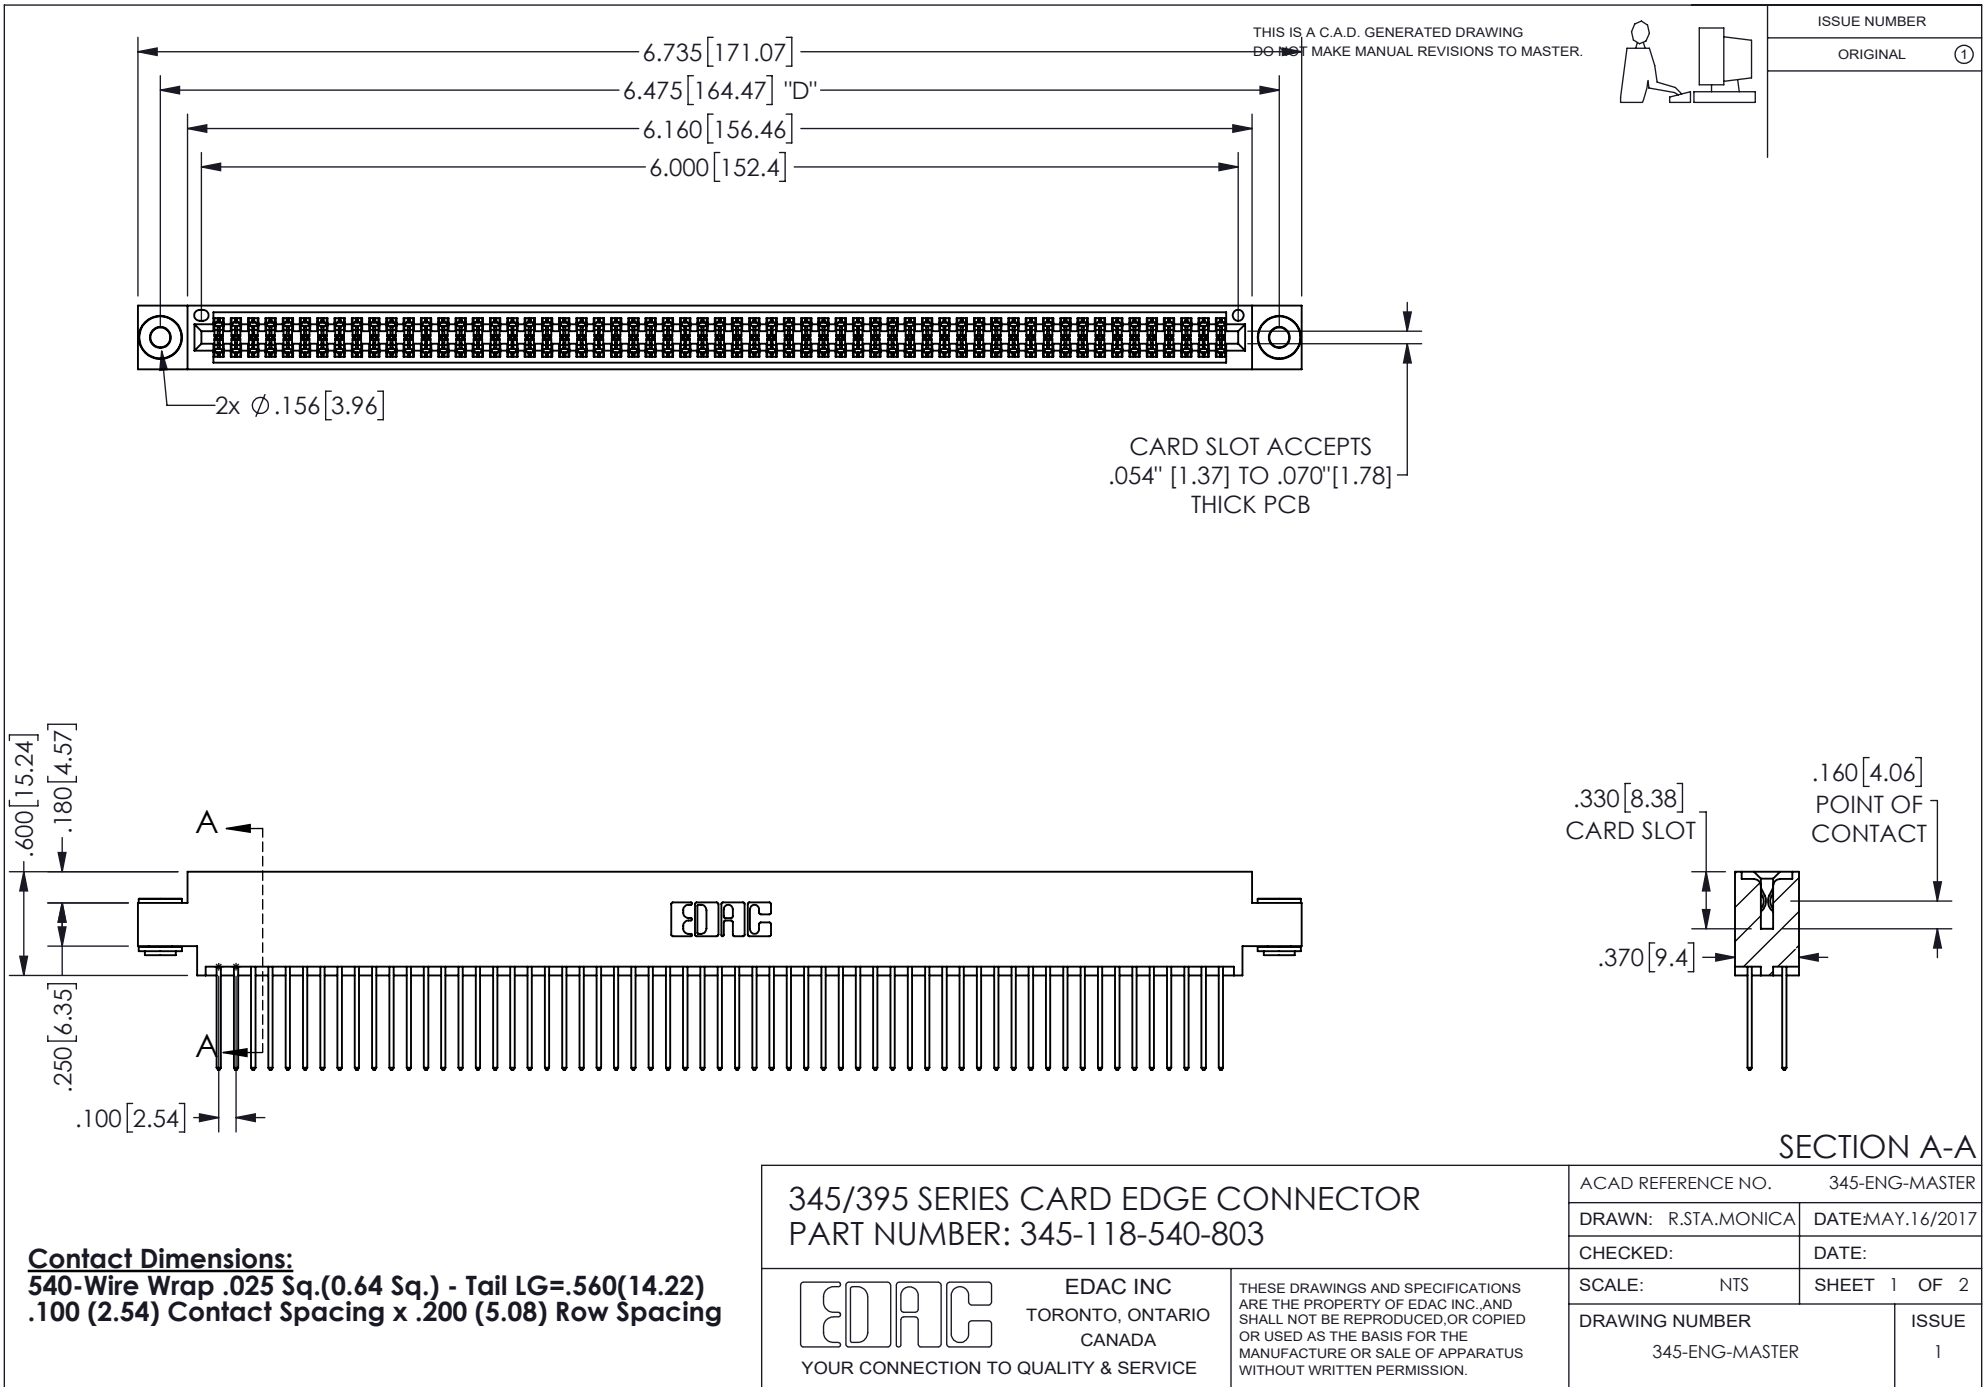 THIS IS A C.A.D. GENERATED DRAWING
DO NOT MAKE MANUAL REVISIONS TO MASTER.
ISSUE NUMBER
ORIGINAL 1
6.735[171.07]
6.475[164.47] "D"
6.160[156.46]
6.000[152.4]
2x Ø.156[3.96]
CARD SLOT ACCEPTS
.054" [1.37] TO .070"[1.78]
THICK PCB
.600[15.24]
.180[4.57]
.250[6.35]
.100[2.54]
A
A
EDAC
.330[8.38]
CARD SLOT
.160[4.06]
POINT OF
CONTACT
.370[9.4]
SECTION A-A
Contact Dimensions:
540-Wire Wrap .025 Sq.(0.64 Sq.) - Tail LG=.560(14.22)
.100 (2.54) Contact Spacing x .200 (5.08) Row Spacing
345/395 SERIES CARD EDGE CONNECTOR
PART NUMBER: 345-118-540-803
EDAC
EDAC INC
TORONTO, ONTARIO
CANADA
YOUR CONNECTION TO QUALITY & SERVICE
THESE DRAWINGS AND SPECIFICATIONS
ARE THE PROPERTY OF EDAC INC.,AND
SHALL NOT BE REPRODUCED,OR COPIED
OR USED AS THE BASIS FOR THE
MANUFACTURE OR SALE OF APPARATUS
WITHOUT WRITTEN PERMISSION.
ACAD REFERENCE NO. 345-ENG-MASTER
DRAWN: R.STA.MONICA DATE:MAY.16/2017
CHECKED: DATE:
SCALE: NTS SHEET 1 OF 2
DRAWING NUMBER ISSUE
345-ENG-MASTER 1